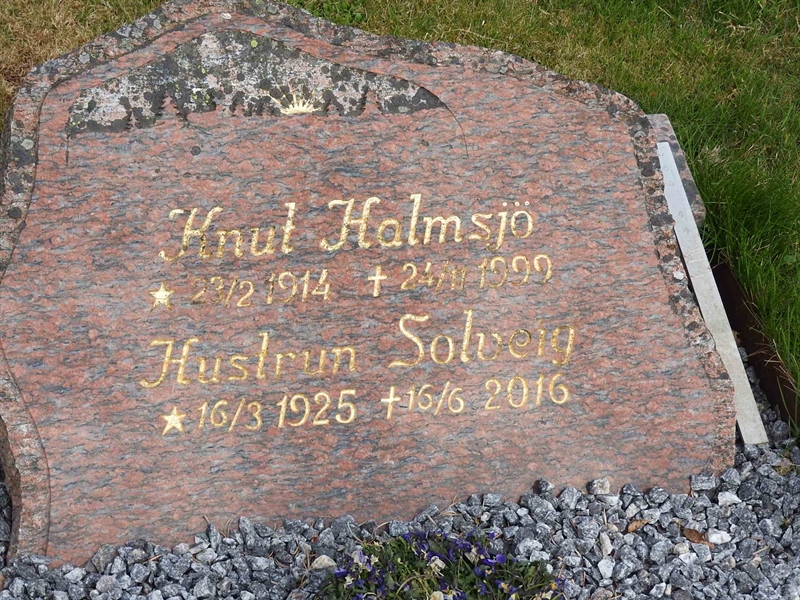 Knut Halmsjö
23/2 1914 † 24/11 1999
Hustrun Solveig
16/3 1925 † 16/6 2016